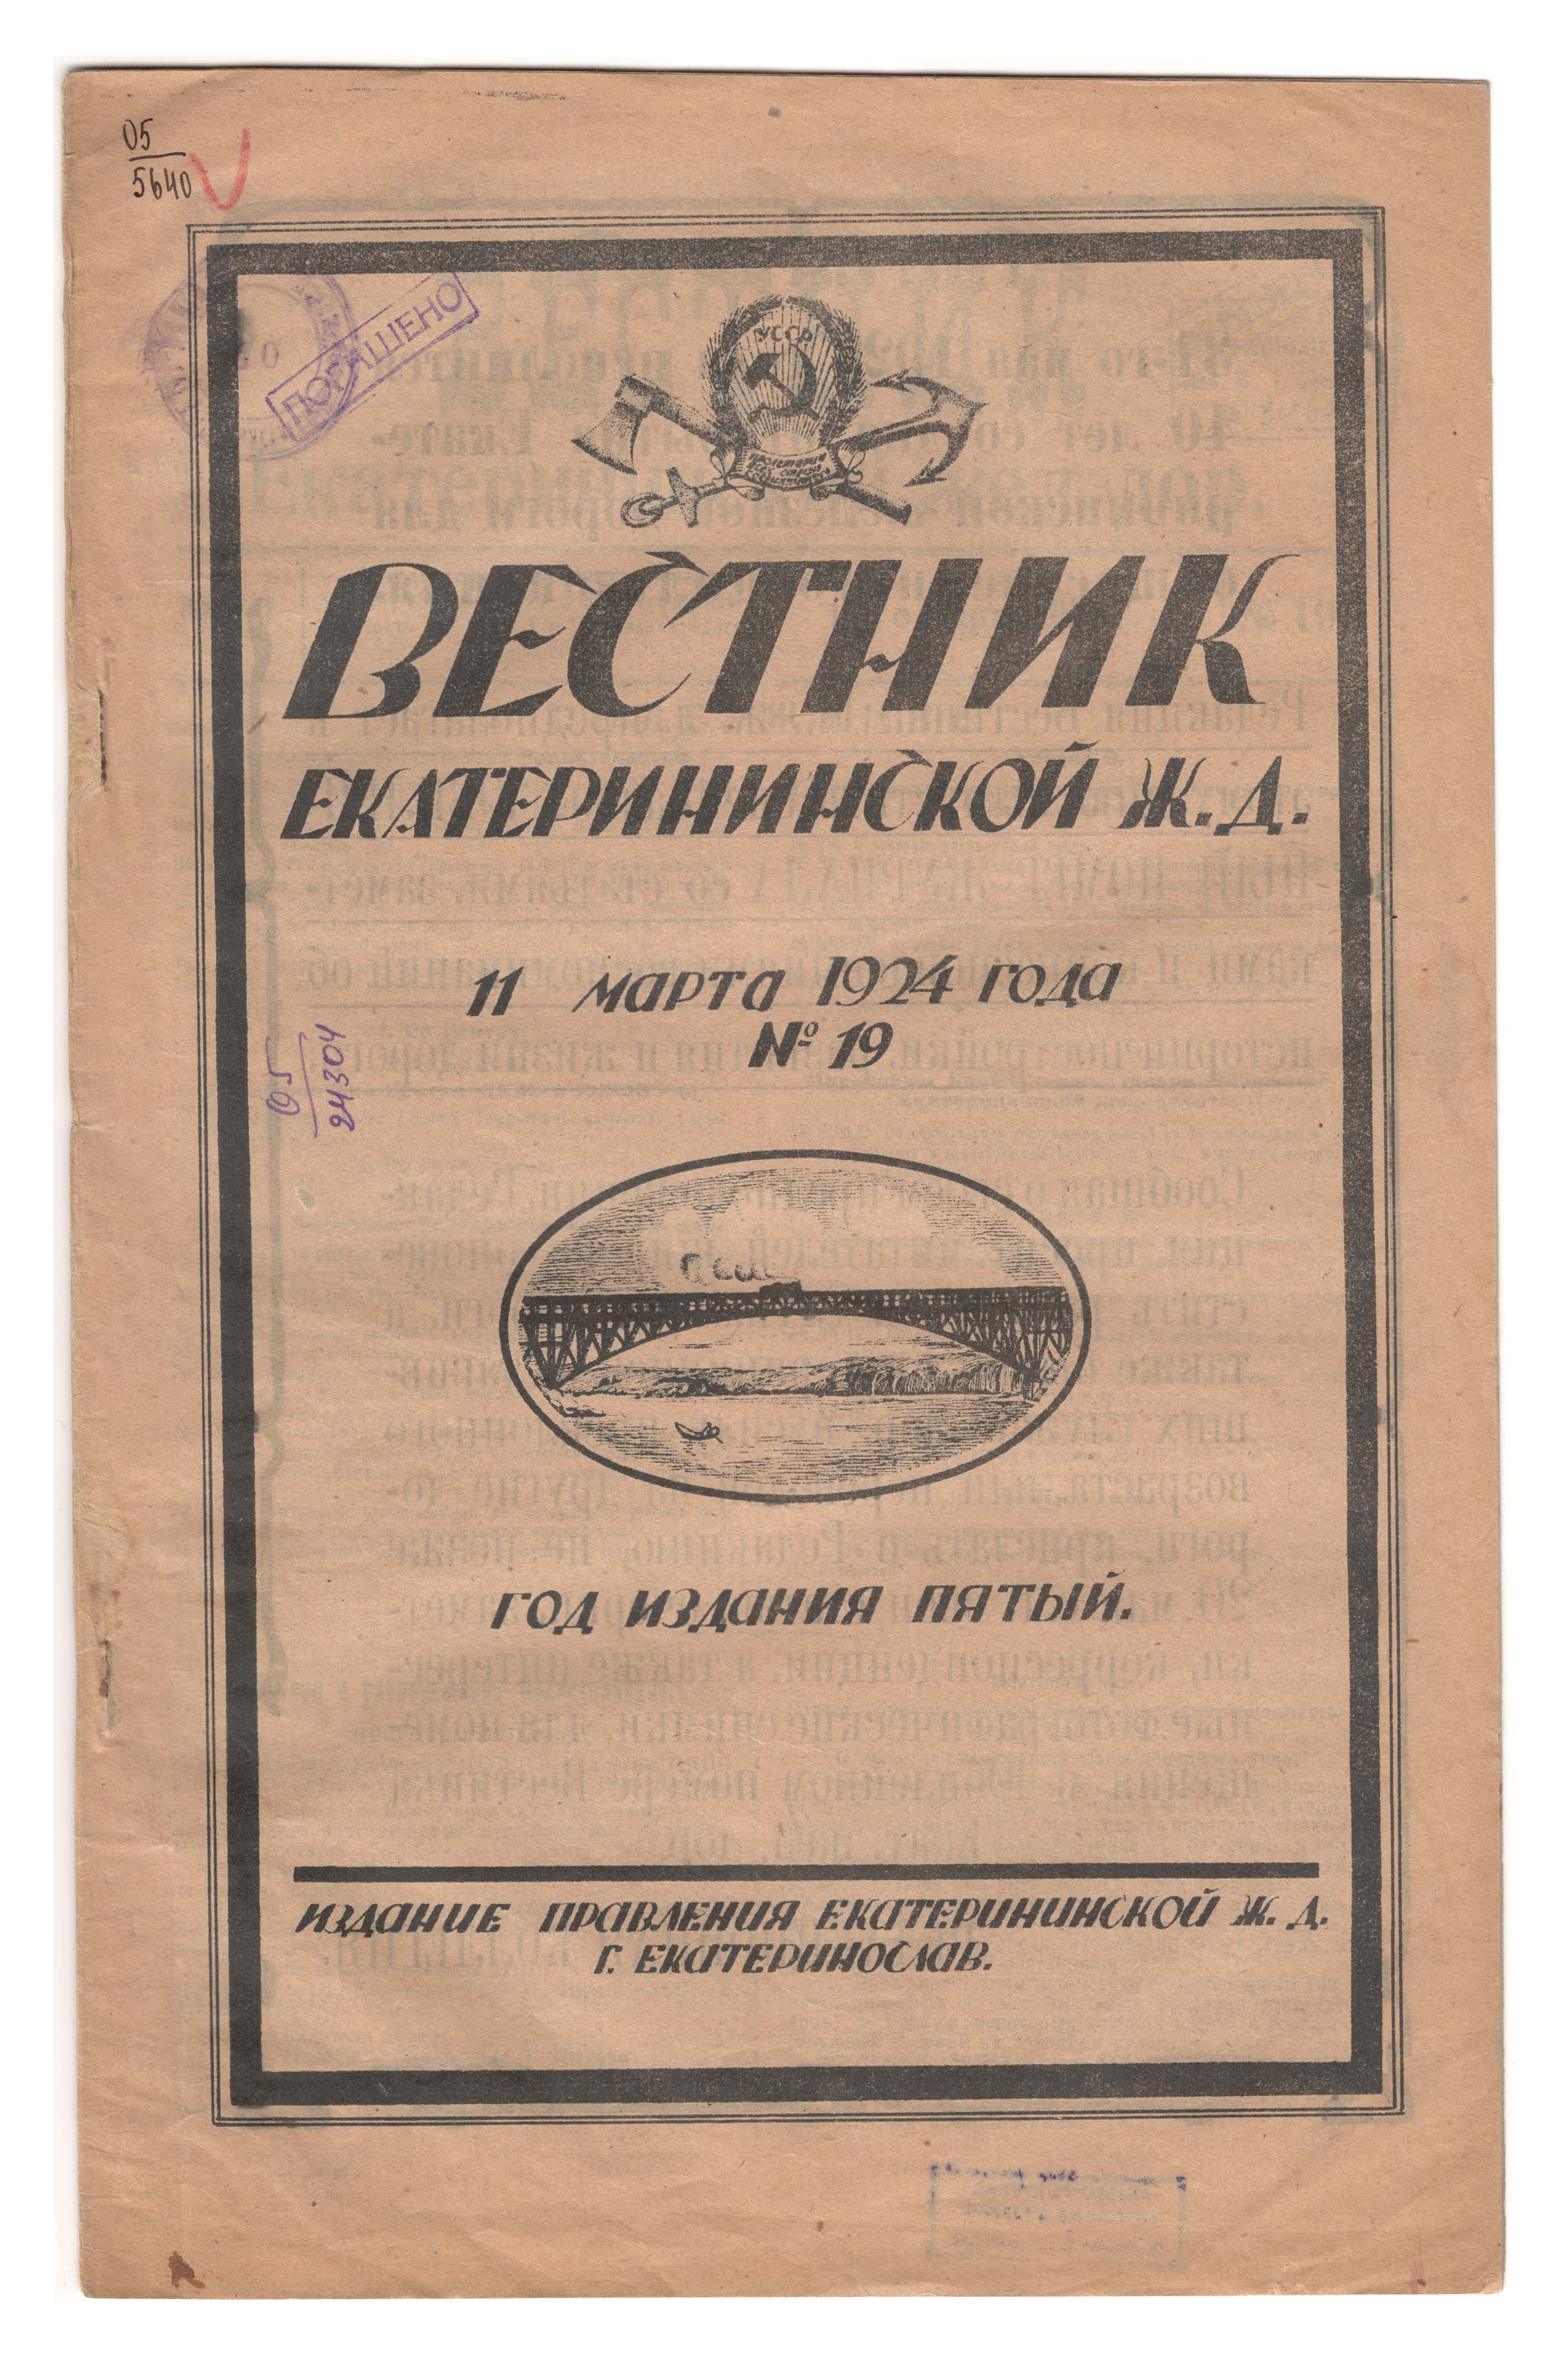 05
5640
ПОГАШЕНО
УССР
ВЕСТНИК
ЕКАТЕРИНИНСКОЙ Ж. Д.
11 марта 1924 года
№ 19
05
24304
ГОД ИЗДАНИЯ ПЯТЫЙ.
ИЗДАНИЕ ПРАВЛЕНИЯ ЕКАТЕРИНИНСКОЙ Ж. Д.
Г. ЕКАТЕРИНОСЛАВ.